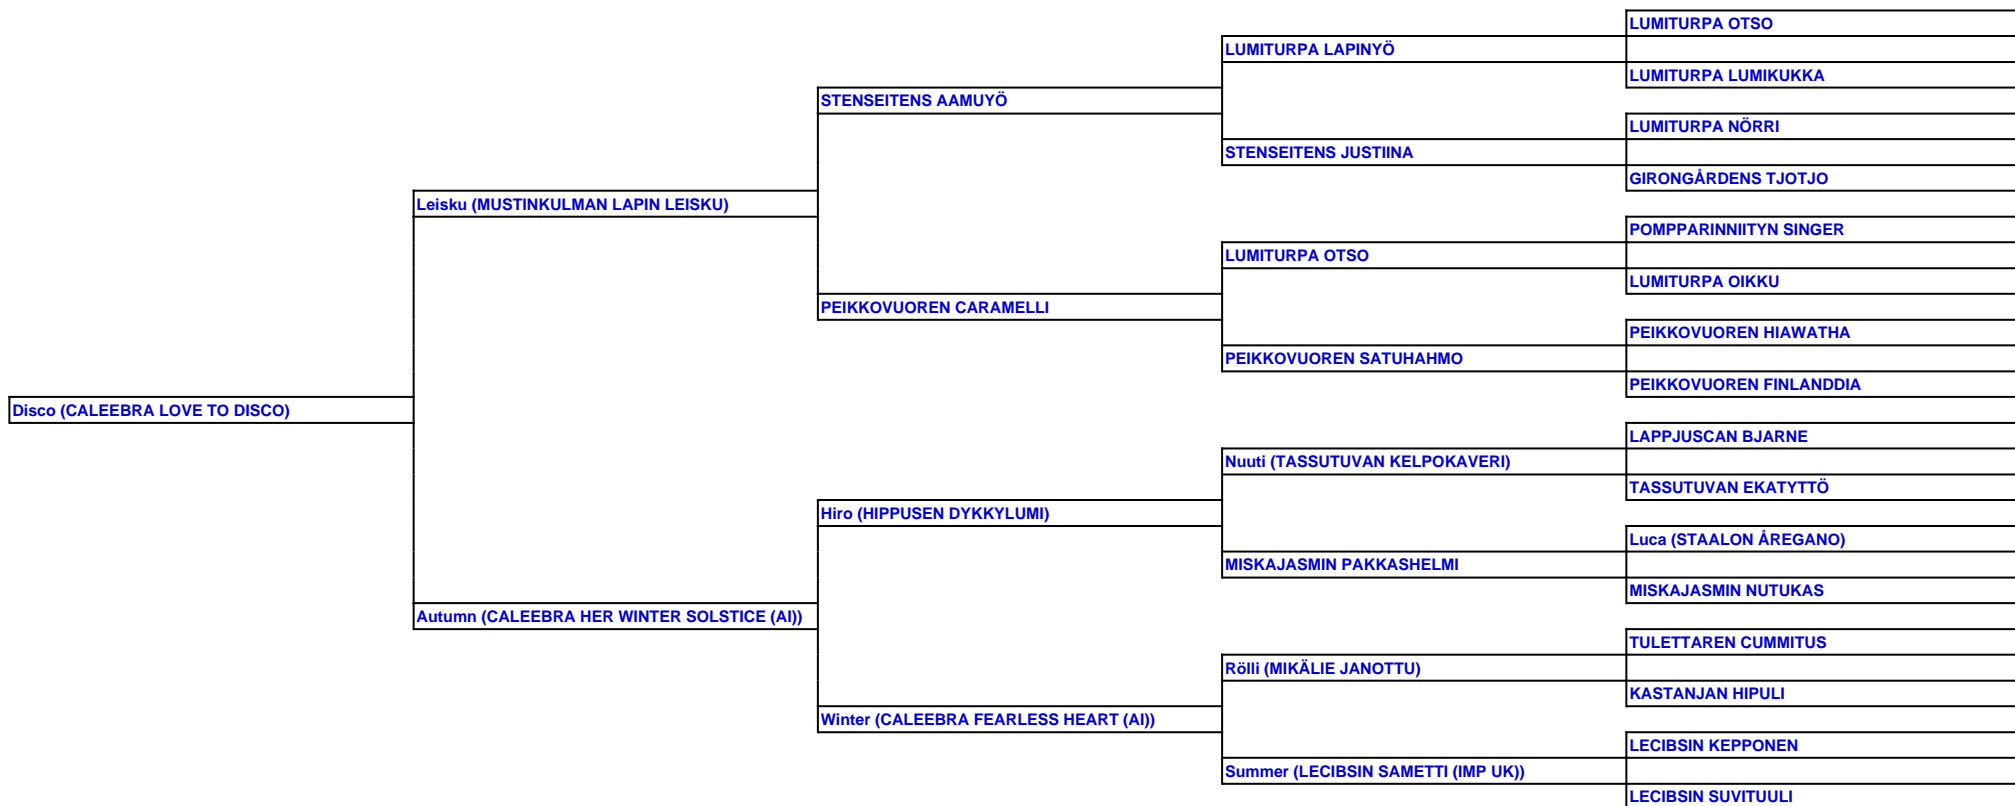 LUMITURPA OTSO
LUMITURPA LAPINYÖ
LUMITURPA LUMIKUKKA
STENSEITENS AAMUYÖ
LUMITURPA NÖRRI
STENSEITENS JUSTIINA
GIRONGÅRDENS TJOTJO
Leisku (MUSTINKULMAN LAPIN LEISKU)
POMPPARINNIITYN SINGER
LUMITURPA OTSO
LUMITURPA OIKKU
PEIKKOVUOREN CARAMELLI
PEIKKOVUOREN HIAWATHA
PEIKKOVUOREN SATUHAHMO
PEIKKOVUOREN FINLANDDIA
Disco (CALEEBRA LOVE TO DISCO)
LAPPJUSCAN BJARNE
Nuuti (TASSUTUVAN KELPOKAVERI)
TASSUTUVAN EKATYTTÖ
Hiro (HIPPUSEN DYKKYLUMI)
Luca (STAALON ÅREGANO)
MISKAJASMIN PAKKASHELMI
MISKAJASMIN NUTUKAS
Autumn (CALEEBRA HER WINTER SOLSTICE (AI))
TULETTAREN CUMMITUS
Rölli (MIKÄLIE JANOTTU)
KASTANJAN HIPULI
Winter (CALEEBRA FEARLESS HEART (AI))
LECIBSIN KEPPONEN
Summer (LECIBSIN SAMETTI (IMP UK))
LECIBSIN SUVITUULI